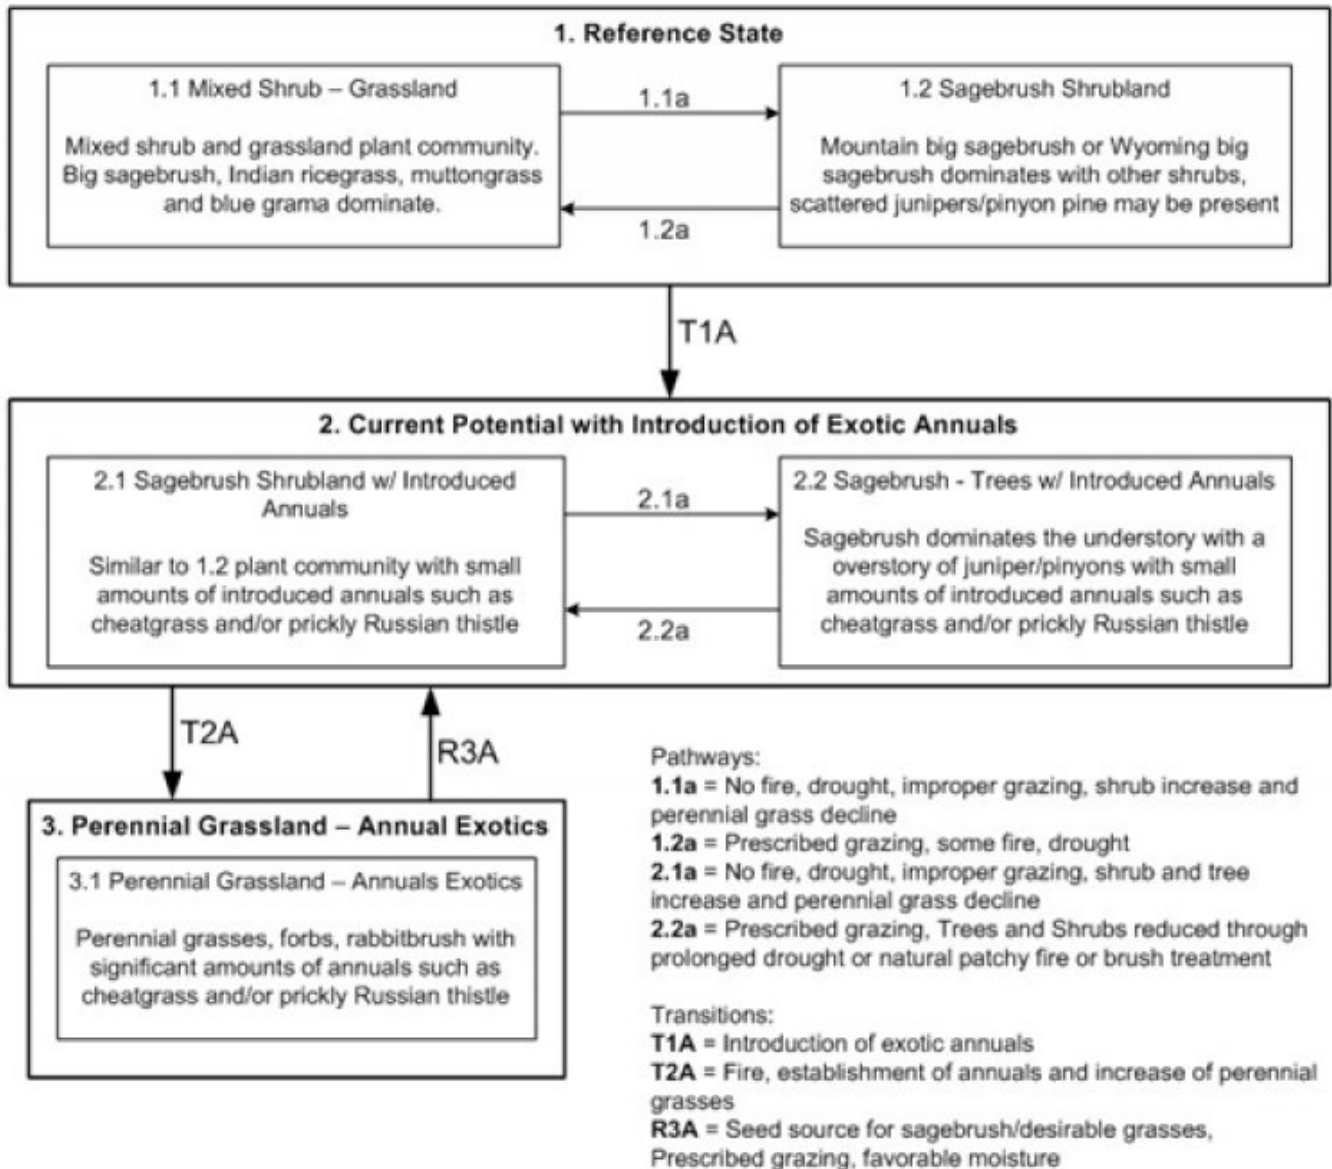 1. Reference State
1.1 Mixed Shrub – Grassland
Mixed shrub and grassland plant community.
Big sagebrush, Indian ricegrass, muttongrass
and blue grama dominate.
1.1a
1.2a
1.2 Sagebrush Shrubland
Mountain big sagebrush or Wyoming big
sagebrush dominates with other shrubs,
scattered junipers/pinyon pine may be present
T1A
2. Current Potential with Introduction of Exotic Annuals
2.1 Sagebrush Shrubland w/ Introduced
Annuals
Similar to 1.2 plant community with small
amounts of introduced annuals such as
cheatgrass and/or prickly Russian thistle
2.1a
2.2a
2.2 Sagebrush - Trees w/ Introduced Annuals
Sagebrush dominates the understory with a
overstory of juniper/pinyons with small
amounts of introduced annuals such as
cheatgrass and/or prickly Russian thistle
T2A
R3A
3. Perennial Grassland – Annual Exotics
3.1 Perennial Grassland – Annuals Exotics
Perennial grasses, forbs, rabbitbrush with
significant amounts of annuals such as
cheatgrass and/or prickly Russian thistle
Pathways:
1.1a = No fire, drought, improper grazing, shrub increase and
perennial grass decline
1.2a = Prescribed grazing, some fire, drought
2.1a = No fire, drought, improper grazing, shrub and tree
increase and perennial grass decline
2.2a = Prescribed grazing, Trees and Shrubs reduced through
prolonged drought or natural patchy fire or brush treatment
Transitions:
T1A = Introduction of exotic annuals
T2A = Fire, establishment of annuals and increase of perennial
grasses
R3A = Seed source for sagebrush/desirable grasses,
Prescribed grazing, favorable moisture